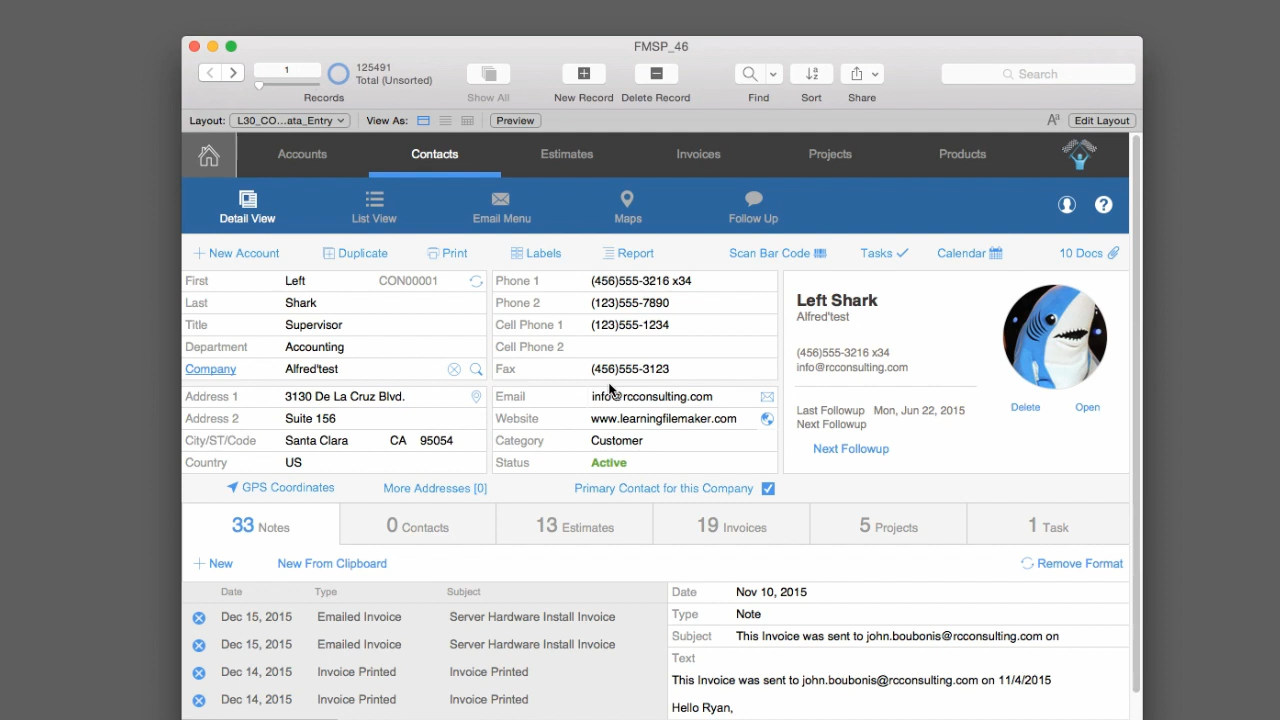 FMSP_46
1
125491
Total (Unsorted)
Search
Records
Show All
New Record
Delete Record
Find
Sort
Share
Layout: L30_CO...ata_Entry
View As:
Preview
Edit Layout
Accounts
Contacts
Estimates
Invoices
Projects
Products
Detail View
List View
Email Menu
Maps
Follow Up
New Account
Duplicate
Print
Labels
Report
Scan Bar Code
Tasks
Calendar
10 Docs
First Left CON00001
Last Shark
Title Supervisor
Department Accounting
Company Alfred'test
Address 1 3130 De La Cruz Blvd.
Address 2 Suite 156
City/ST/Code Santa Clara CA 95054
Country US
Phone 1 (456)555-3216 x34
Phone 2 (123)555-7890
Cell Phone 1 (123)555-1234
Cell Phone 2
Fax (456)555-3123
Email info@rcconsulting.com
Website www.learningfilemaker.com
Category Customer
Status Active
Left Shark
Alfred'test
(456)555-3216 x34
info@rcconsulting.com
Last Followup Mon, Jun 22, 2015
Next Followup
Next Followup
Delete
Open
GPS Coordinates
More Addresses [0]
Primary Contact for this Company
33 Notes
0 Contacts
13 Estimates
19 Invoices
5 Projects
1 Task
New
New From Clipboard
Remove Format
Date Type Subject
Dec 15, 2015 Emailed Invoice Server Hardware Install Invoice
Dec 15, 2015 Emailed Invoice Server Hardware Install Invoice
Dec 14, 2015 Invoice Printed Invoice Printed
Dec 14, 2015 Invoice Printed Invoice Printed
Date Nov 10, 2015
Type Note
Subject This Invoice was sent to john.boubonis@rcconsulting.com on
Text
This Invoice was sent to john.boubonis@rcconsulting.com on 11/4/2015
Hello Ryan,